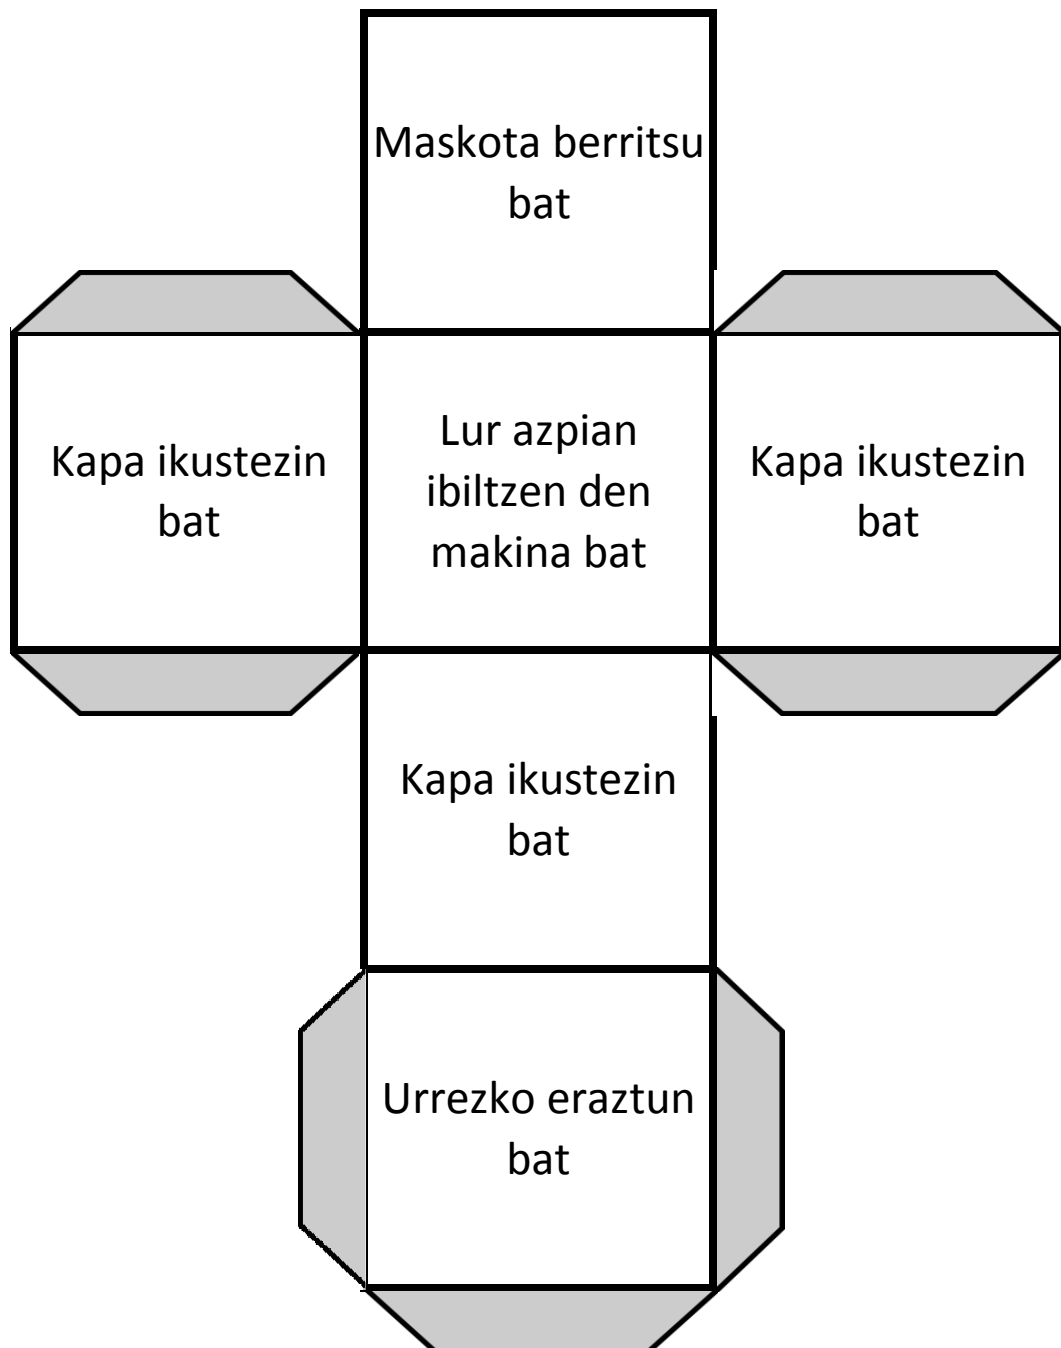 Maskota berritsu
bat
Kapa ikustezin
bat
Lur azpian
ibiltzen den
makina bat
Kapa ikustezin
bat
Kapa ikustezin
bat
Urrezko eraztun
bat